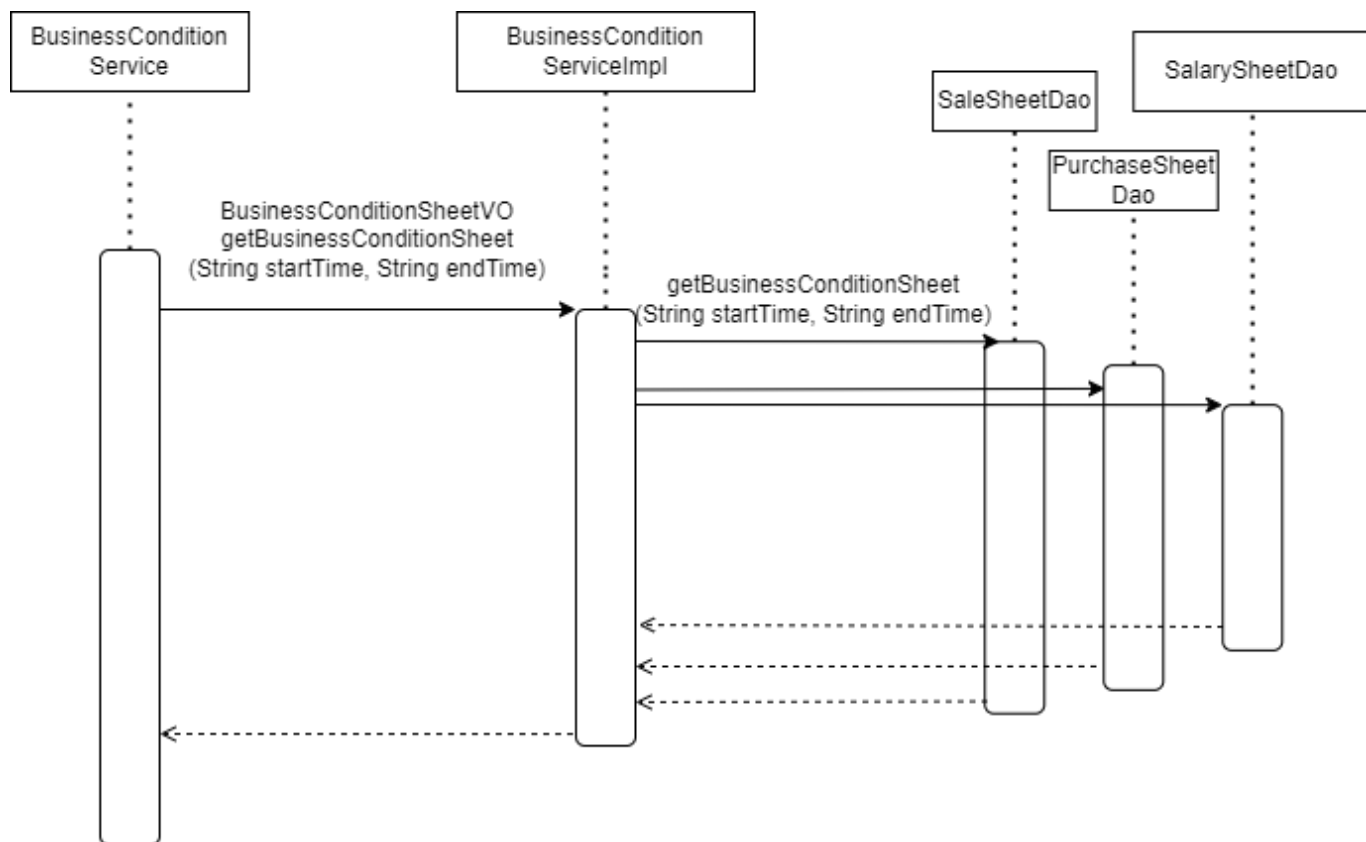 BusinessCondition
Service
BusinessCondition
ServiceImpl
SaleSheetDao
SalarySheetDao
PurchaseSheet
Dao
BusinessConditionSheetVO
getBusinessConditionSheet
(String startTime, String endTime)
getBusinessConditionSheet
(String startTime, String endTime)